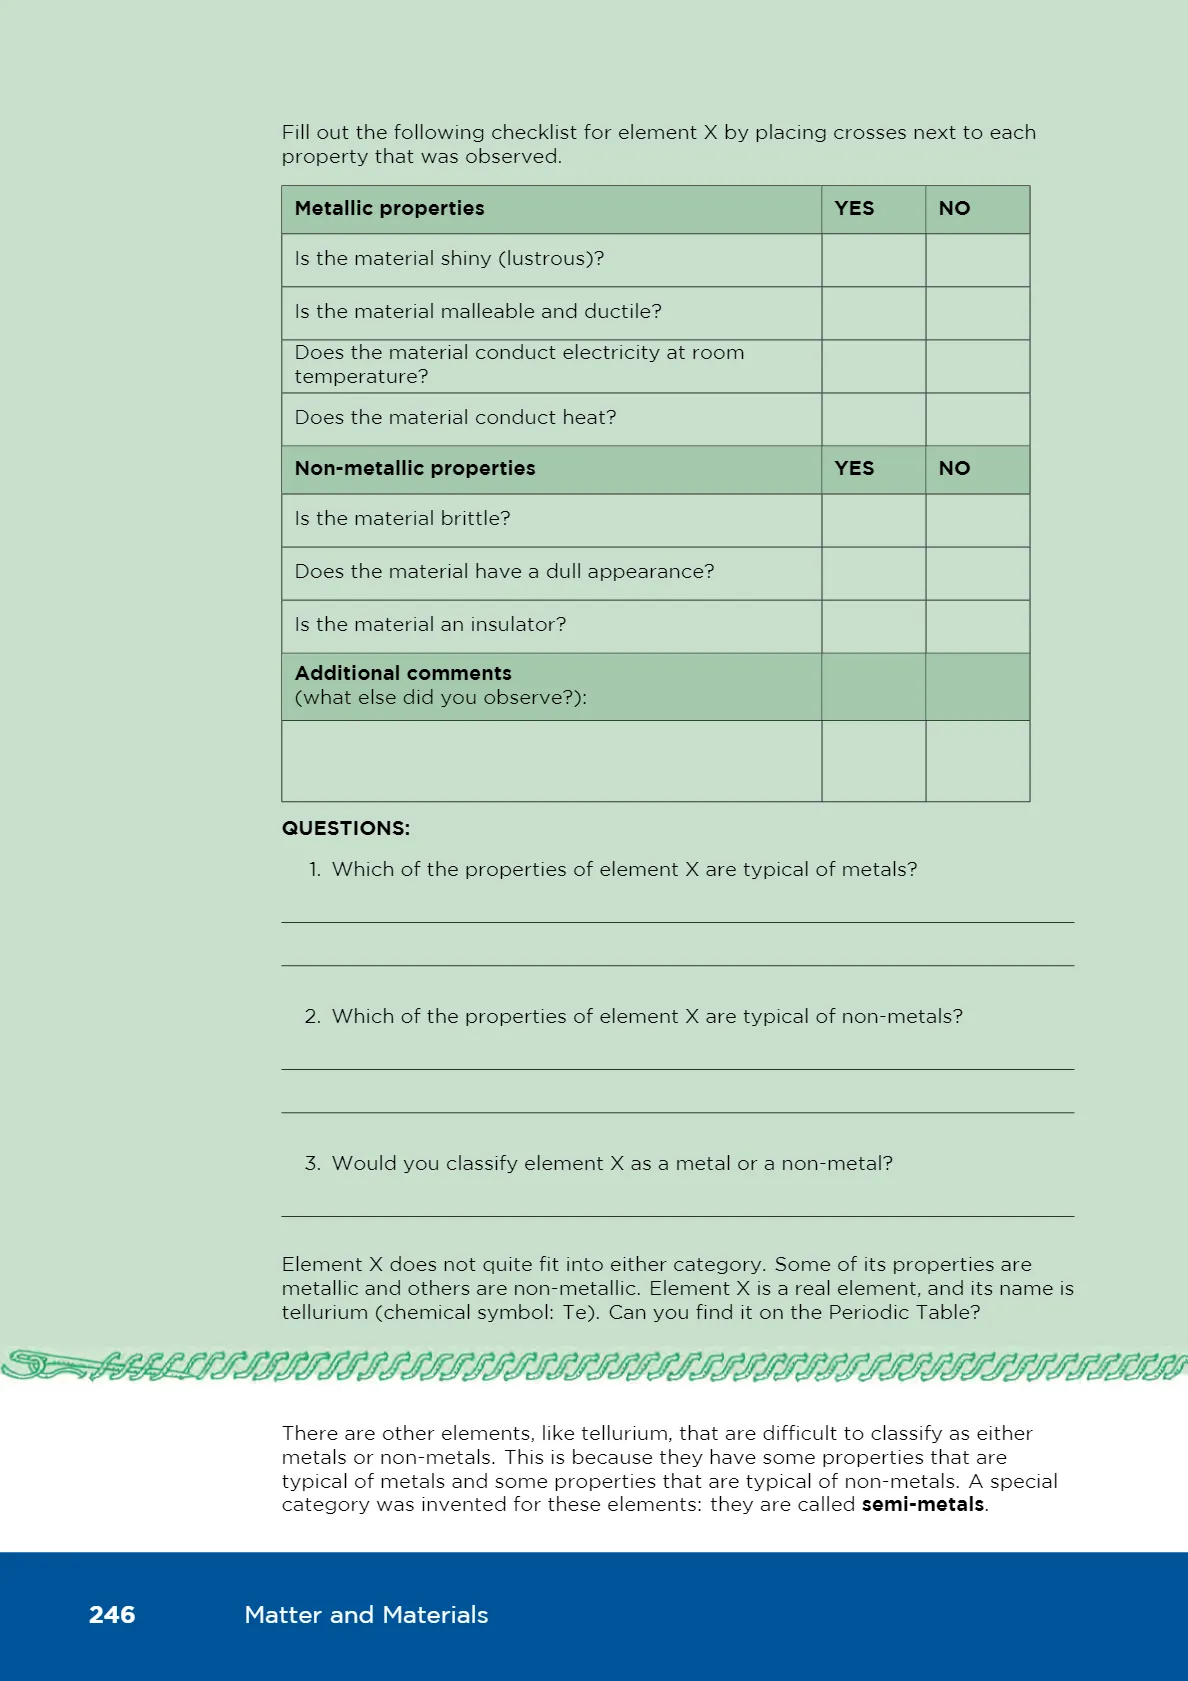 Fill out the following checklist for element X by placing crosses next to each
property that was observed.
Metallic properties YES NO
Is the material shiny (lustrous)?
Is the material malleable and ductile?
Does the material conduct electricity at room
temperature?
Does the material conduct heat?
Non-metallic properties YES NO
Is the material brittle?
Does the material have a dull appearance?
Is the material an insulator?
Additional comments
(what else did you observe?):
QUESTIONS:
1. Which of the properties of element X are typical of metals?
2. Which of the properties of element X are typical of non-metals?
3. Would you classify element X as a metal or a non-metal?
Element X does not quite fit into either category. Some of its properties are
metallic and others are non-metallic. Element X is a real element, and its name is
tellurium (chemical symbol: Te). Can you find it on the Periodic Table?
There are other elements, like tellurium, that are difficult to classify as either
metals or non-metals. This is because they have some properties that are
typical of metals and some properties that are typical of non-metals. A special
category was invented for these elements: they are called semi-metals.
246 Matter and Materials